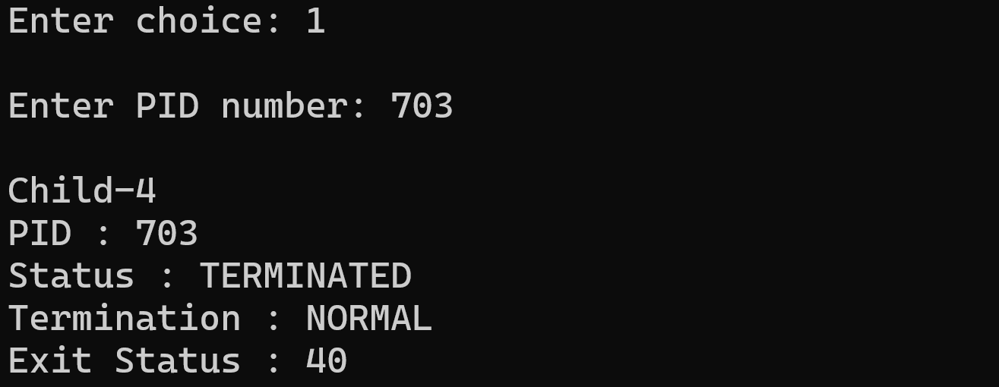 Enter choice: 1
Enter PID number: 703
Child-4
PID : 703
Status : TERMINATED
Termination : NORMAL
Exit Status : 40